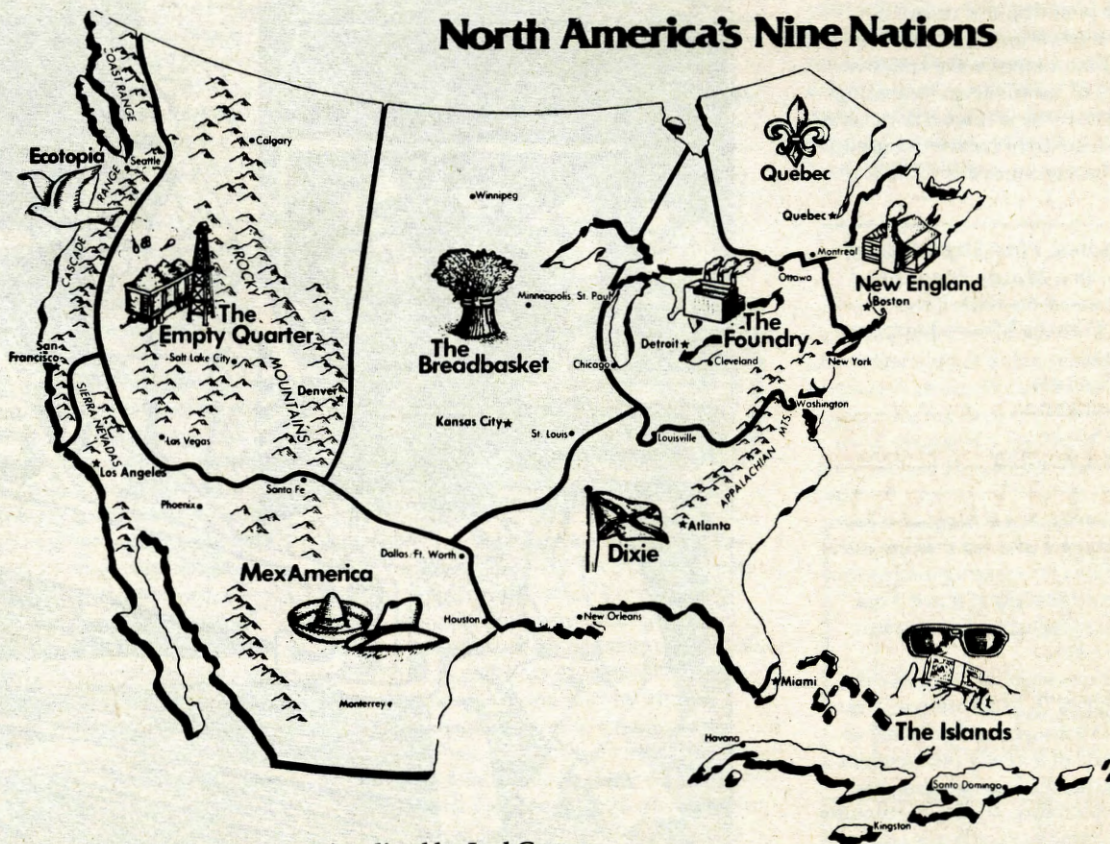 North America's Nine Nations
COAST RANGE
Calgary
Ecotopia
Seattle
Quebec
Winnipeg
Quebec
CASCADE
RANGE
ROCKY
Montreal
Ottawa
New England
Boston
Minneapolis. St. Paul
The
Empty Quarter
The
Foundry
The
Breadbasket
San
Francisco
Salt Lake City
Detroit
Cleveland
New York
Chicago
MOUNTAINS
Denver
SIERRA NEVADAS
Washington
Kansas City
St. Louis
Louisville
Las Vegas
APPALACHIAN MTS.
Los Angeles
Santa Fe
Phoenix
Atlanta
Dallas. Ft. Worth
Dixie
MexAmerica
Houston
New Orleans
Miami
Monterrey
The Islands
Havana
Santo Domingo
Kingston